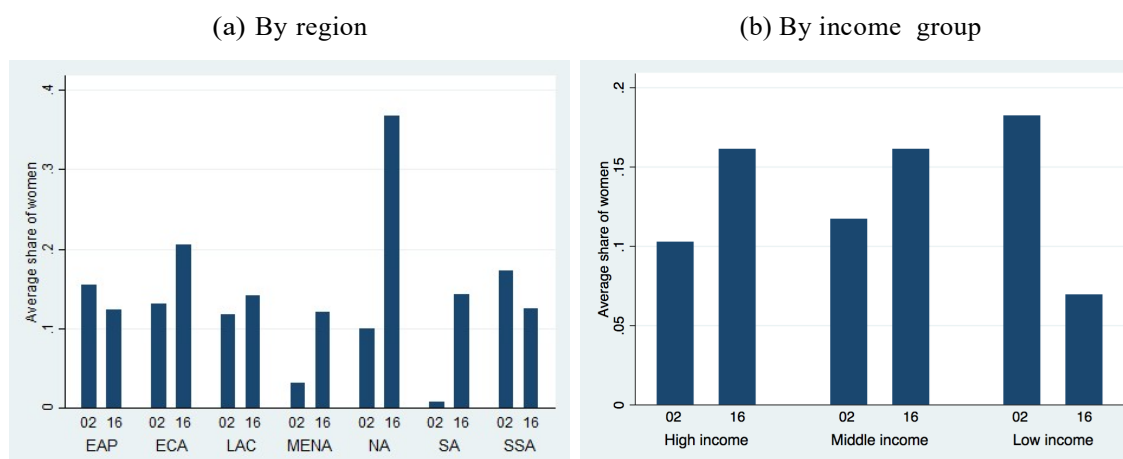 (a) By region
Average share of women
.4
.3
.2
.1
0
02 16 02 16 02 16 02 16 02 16 02 16 02 16
EAP ECA LAC MENA NA SA SSA
(b) By income group
Average share of women
.2
.15
.1
.05
0
02 16 02 16 02 16
High income Middle income Low income